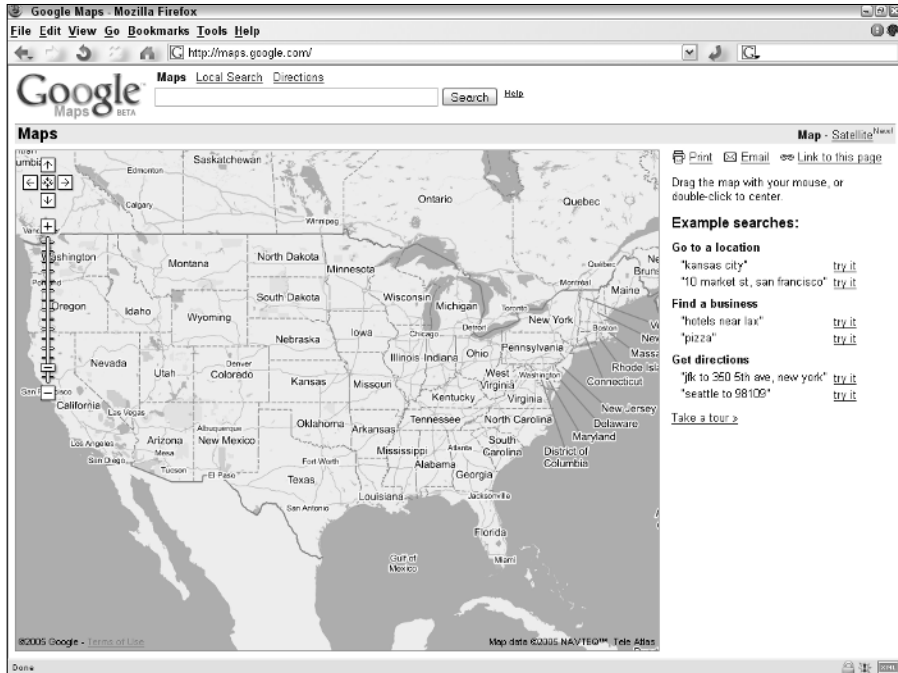 Google Maps - Mozilla Firefox
File Edit View Go Bookmarks Tools Help
http://maps.google.com/
Google Maps BETA
Maps Local Search Directions
Search Help
Maps
Map - Satellite New!
Print Email Link to this page
Drag the map with your mouse, or
double-click to center.
Example searches:
Go to a location
"kansas city" try it
"10 market st, san francisco" try it
Find a business
"hotels near lax" try it
"pizza" try it
Get directions
"jfk to 350 5th ave, new york" try it
"seattle to 98109" try it
Take a tour »
Saskatchewan
Edmonton
Calgary
Winnipeg
Ontario
Quebec
Québec
Montréal
Maine
Washington
Montana
North Dakota
Minnesota
Oregon
Idaho
Wyoming
South Dakota
Wisconsin
Michigan
Toronto
New York
Boston
Detroit
Chicago
Iowa
Nebraska
Nevada
Utah
Denver
Colorado
Kansas
Missouri
Illinois
Indiana
Ohio
Pennsylvania
West
Virginia
Washington
Virginia
Kentucky
Connecticut
New Jersey
Delaware
Maryland
District of
Columbia
California
Las Vegas
Los Angeles
San Diego
Arizona
Mesa
Tucson
Albuquerque
New Mexico
El Paso
Oklahoma
Arkansas
Tennessee
North Carolina
South
Carolina
Mississippi
Alabama
Atlanta
Georgia
Fort Worth
Texas
San Antonio
Louisiana
Jacksonville
Florida
Miami
Gulf of
Mexico
©2005 Google - Terms of Use
Map data ©2005 NAVTEQ™, Tele Atlas
Done